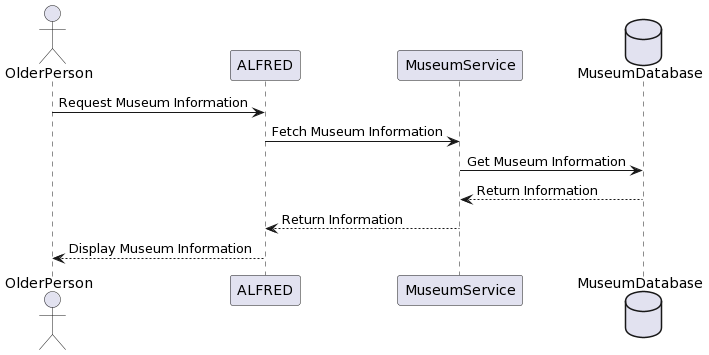 OlderPerson
ALFRED
MuseumService
MuseumDatabase
Request Museum Information
Fetch Museum Information
Get Museum Information
Return Information
Return Information
Display Museum Information
OlderPerson
ALFRED
MuseumService
MuseumDatabase